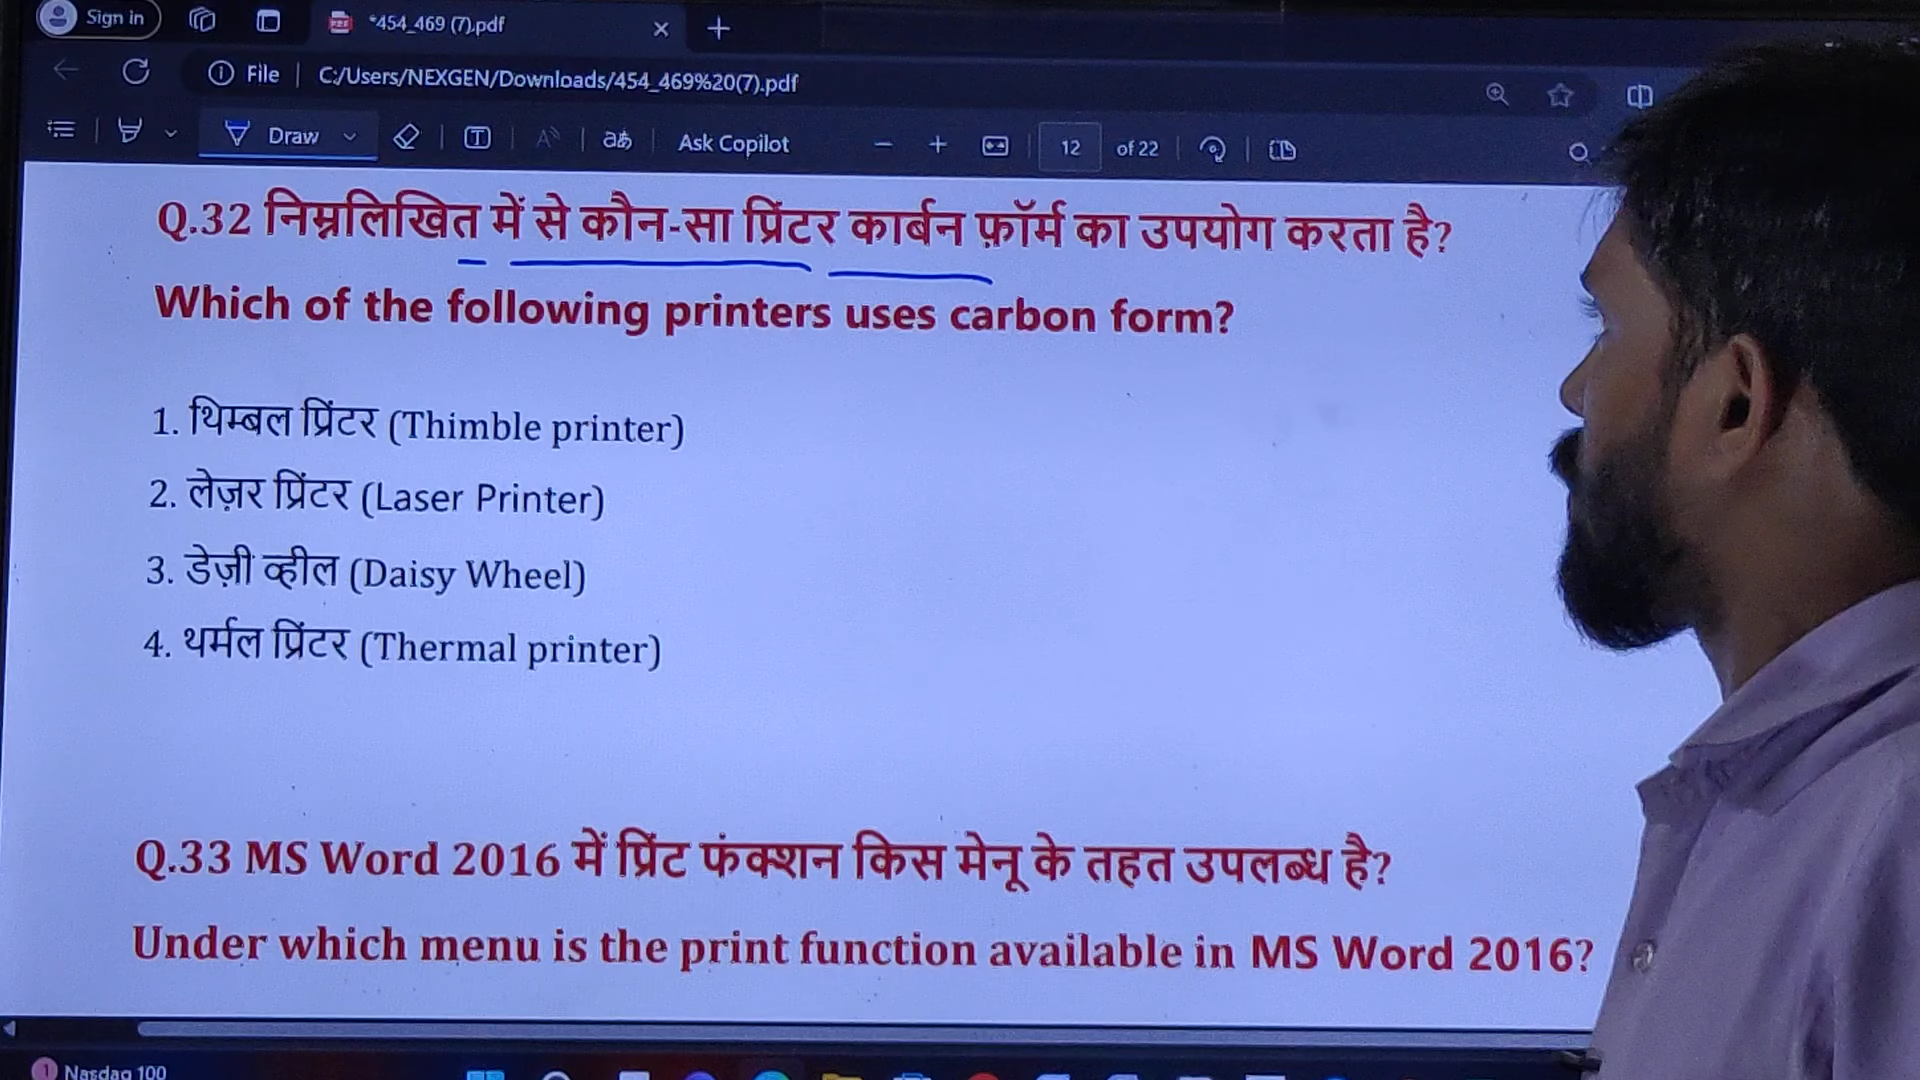 Sign in
*454_469 (7).pdf
File
C:/Users/NEXGEN/Downloads/454_469%20(7).pdf
Draw
Ask Copilot
12
of 22
Q.32 निम्नलिखित में से कौन-सा प्रिंटर कार्बन फ़ॉर्म का उपयोग करता है?
Which of the following printers uses carbon form?
1. थिम्बल प्रिंटर (Thimble printer)
2. लेज़र प्रिंटर (Laser Printer)
3. डेज़ी व्हील (Daisy Wheel)
4. थर्मल प्रिंटर (Thermal printer)
Q.33 MS Word 2016 में प्रिंट फंक्शन किस मेनू के तहत उपलब्ध है?
Under which menu is the print function available in MS Word 2016?
1
Nasdaq 100